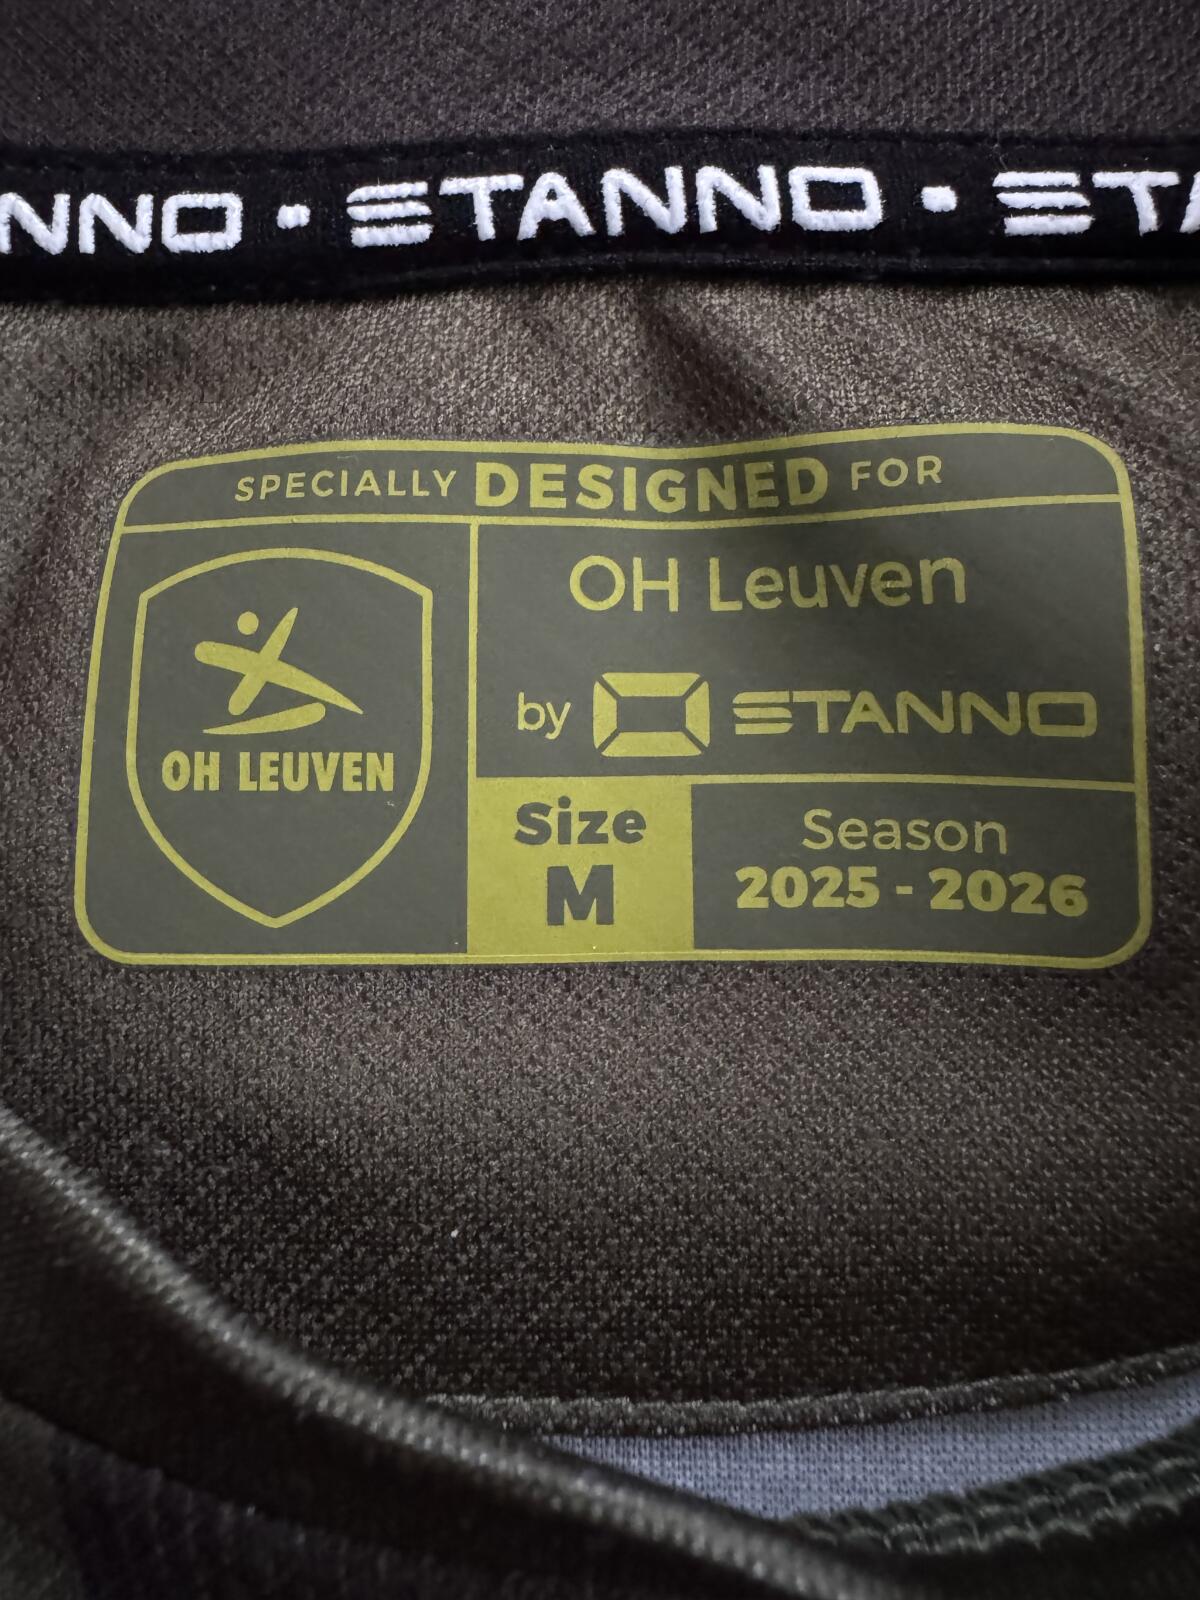 NNO • STANNO • STA
SPECIALLY DESIGNED FOR
OH LEUVEN
OH Leuven
by STANNO
Size
M
Season
2025 - 2026